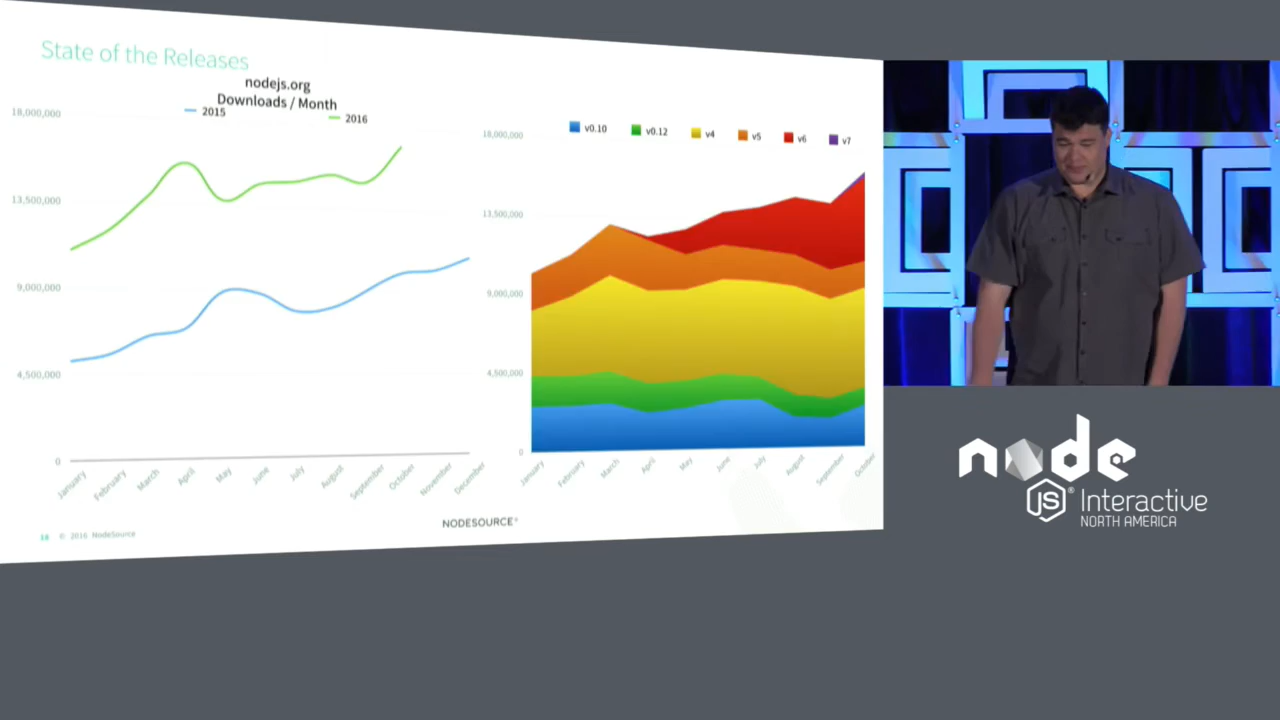 State of the Releases
nodejs.org
Downloads / Month
2015
2016
18,000,000
13,500,000
9,000,000
4,500,000
0
January
February
March
April
May
June
July
August
September
October
November
December
v0.10
v0.12
v4
v5
v6
v7
18,000,000
13,500,000
9,000,000
4,500,000
0
January
February
March
April
May
June
July
August
September
October
18 © 2016 NodeSource
NODESOURCE®
node
JS® Interactive
NORTH AMERICA